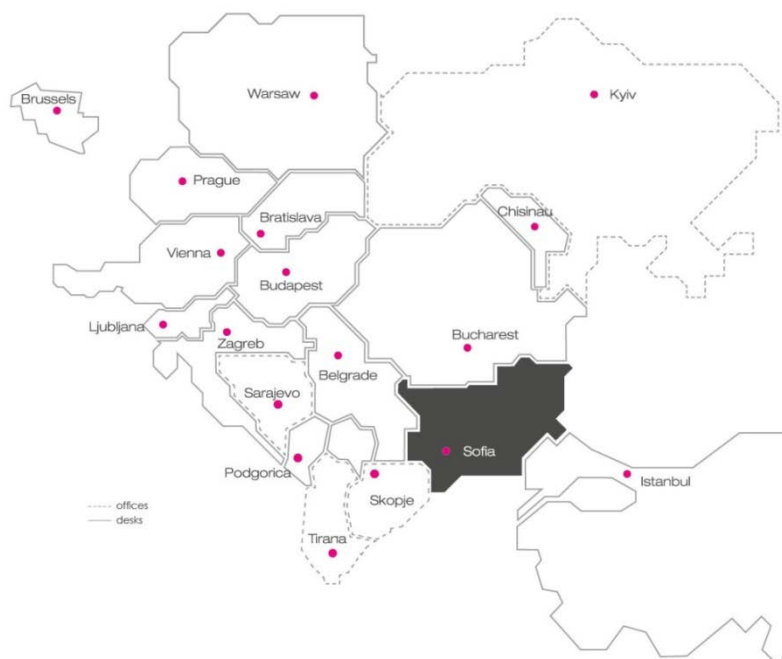 Warsaw
Kyiv
Brussels
Prague
Chisinau
Bratislava
Vienna
Budapest
Ljubljana
Zagreb
Bucharest
Belgrade
Sarajevo
Sofia
Podgorica
Istanbul
Skopje
offices
desks
Tirana